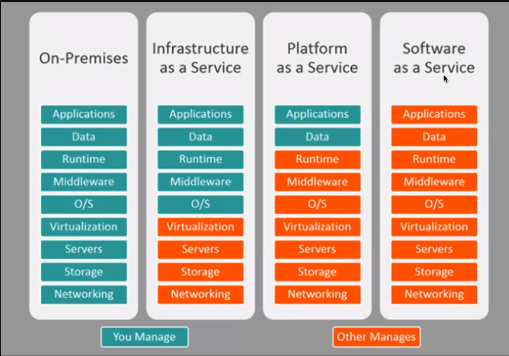 On-Premises
Infrastructure
as a Service
Platform
as a Service
Software
as a Service
Applications
Data
Runtime
Middleware
O/S
Virtualization
Servers
Storage
Networking
Applications
Data
Runtime
Middleware
O/S
Virtualization
Servers
Storage
Networking
Applications
Data
Runtime
Middleware
O/S
Virtualization
Servers
Storage
Networking
Applications
Data
Runtime
Middleware
O/S
Virtualization
Servers
Storage
Networking
You Manage
Other Manages